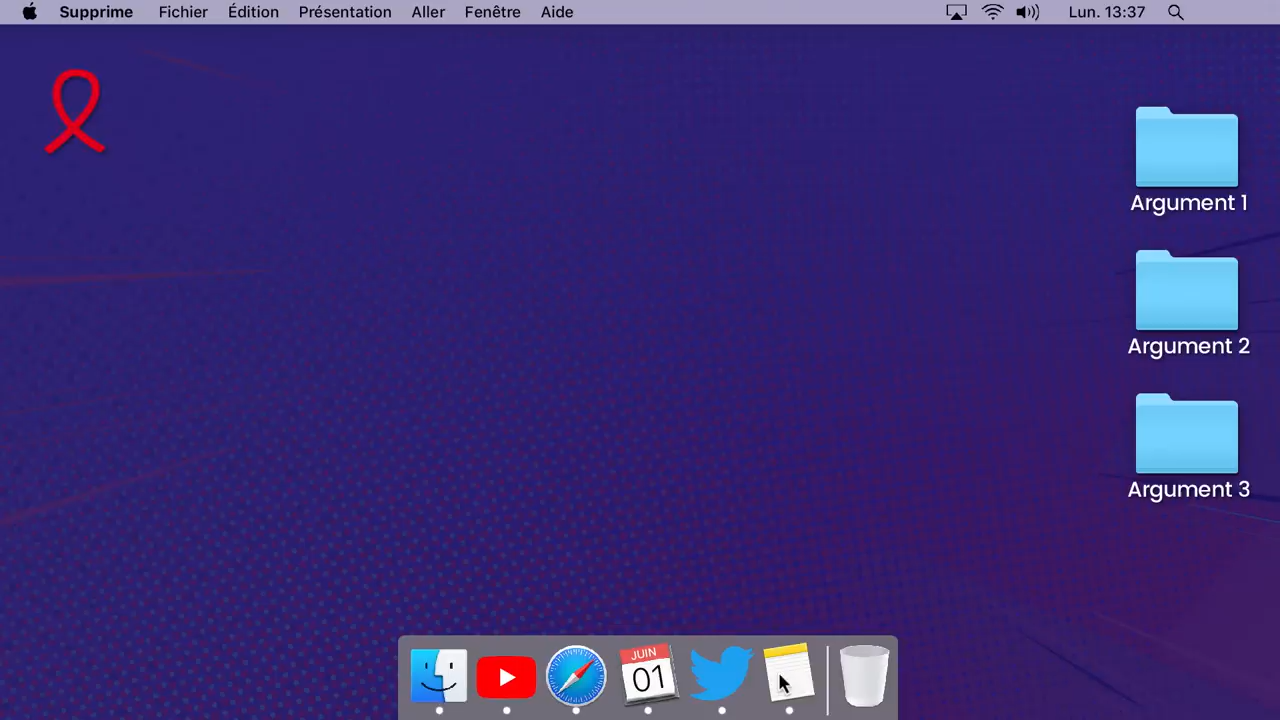 Supprime Fichier Édition Présentation Aller Fenêtre Aide Lun. 13:37
Argument 1
Argument 2
Argument 3
JUIN
01